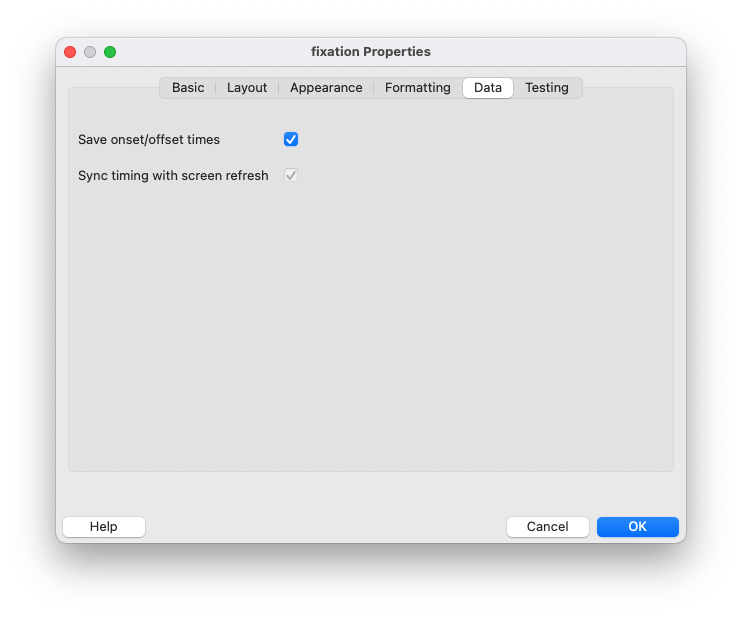 fixation Properties
Basic Layout Appearance Formatting Data Testing
Save onset/offset times
Sync timing with screen refresh
Help Cancel OK